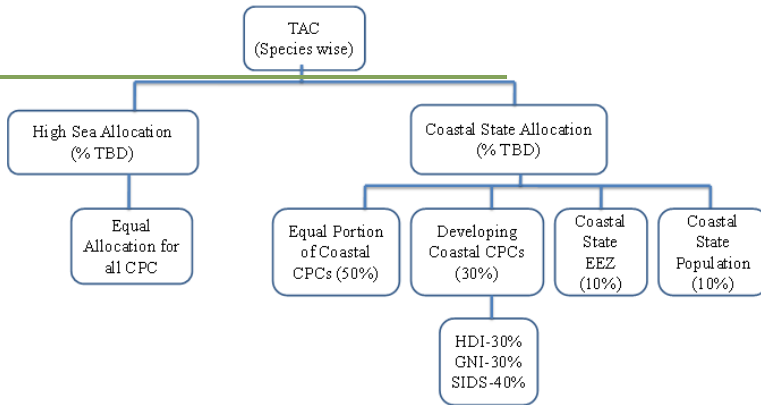 TAC
(Species wise)
High Sea Allocation
(% TBD)
Coastal State Allocation
(% TBD)
Equal
Allocation for
all CPC
Equal Portion
of Coastal
CPCs (50%)
Developing
Coastal CPCs
(30%)
Coastal
State
EEZ
(10%)
Coastal
State
Population
(10%)
HDI-30%
GNI-30%
SIDS-40%